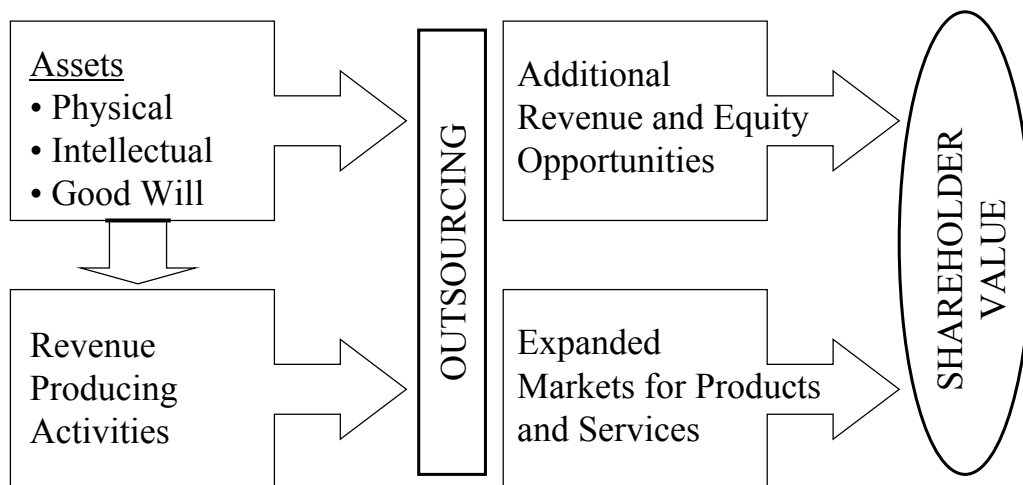 Assets
• Physical
• Intellectual
• Good Will
Revenue
Producing
Activities
OUTSOURCING
Additional
Revenue and Equity
Opportunities
Expanded
Markets for Products
and Services
SHAREHOLDER
VALUE